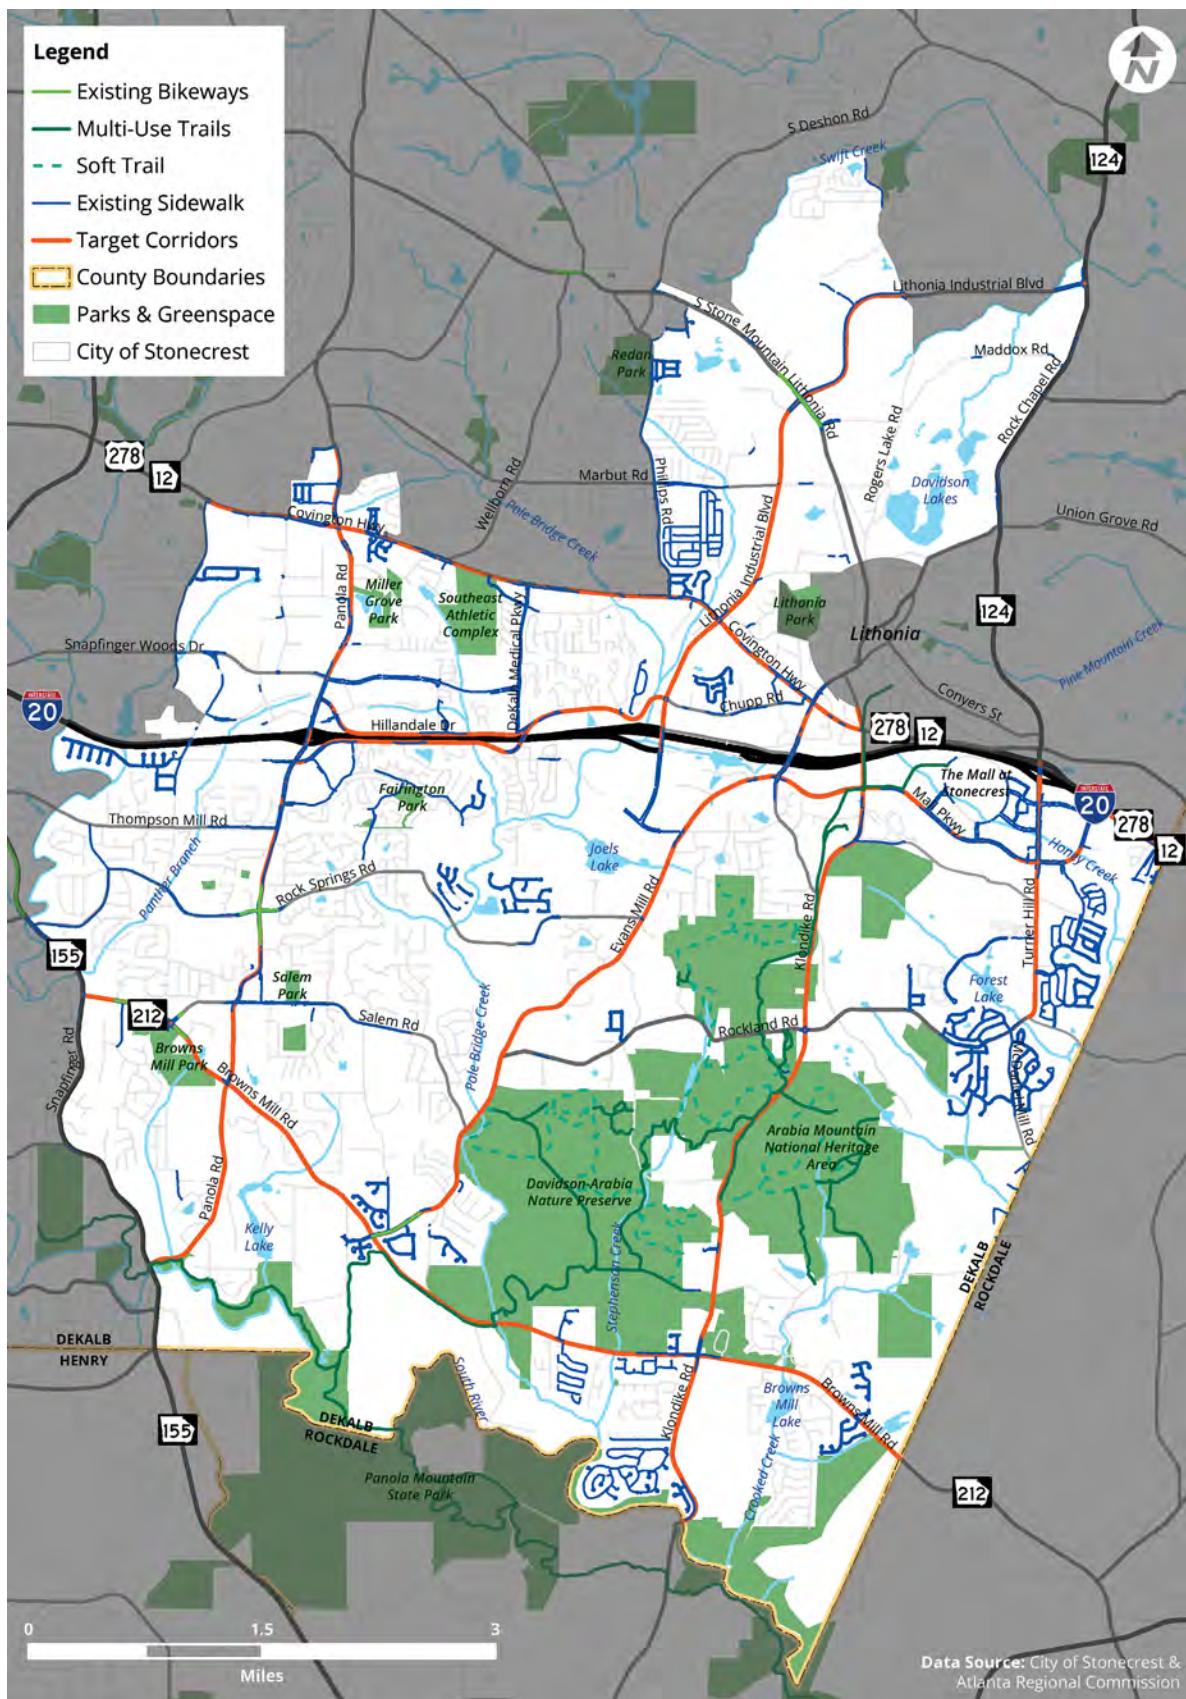 Legend
Existing Bikeways
Multi-Use Trails
Soft Trail
Existing Sidewalk
Target Corridors
County Boundaries
Parks & Greenspace
City of Stonecrest
N
S Deshon Rd
Swift Creek
124
Lithonia Industrial Blvd
S Stone Mountain Lithonia Rd
Maddox Rd
Redan
Park
Rock Chapel Rd
Rogers Lake Rd
278
12
Wellborn Rd
Marbut Rd
Phillips Rd
Davidson
Lakes
Covington Hwy
Pole Bridge Creek
Lithonia Industrial Blvd
Union Grove Rd
Panola Rd
Miller
Grove
Park
Southeast
Athletic
Complex
DeKalb Medical Pkwy
Lithonia
Park
124
Lithonia
Snapfinger Woods Dr
Covington Hwy
Pine Mountain Creek
INTERSTATE
20
Hillandale Dr
Chupp Rd
Conyers St
278
12
The Mall at
Stonecrest
Fairington
Park
Mall Pkwy
INTERSTATE
20
278
12
Thompson Mill Rd
Joels
Lake
Honey Creek
Panther Branch
Rock Springs Rd
Evans Mill Rd
Klondike Rd
Turner Hill Rd
155
Salem
Park
Forest
Lake
212
Salem Rd
Pole Bridge Creek
Rockland Rd
Snapfinger Rd
Browns
Mill Park
Browns Mill Rd
McDaniel Mill Rd
Arabia Mountain
National Heritage
Area
Panola Rd
Davidson-Arabia
Nature Preserve
Kelly
Lake
Stephenson Creek
DEKALB
ROCKDALE
DEKALB
HENRY
South River
Klondike Rd
Browns
Mill
Lake
Browns Mill Rd
155
DEKALB
ROCKDALE
Panola Mountain
State Park
Crooked Creek
212
0 1.5 3
Miles
Data Source: City of Stonecrest &
Atlanta Regional Commission